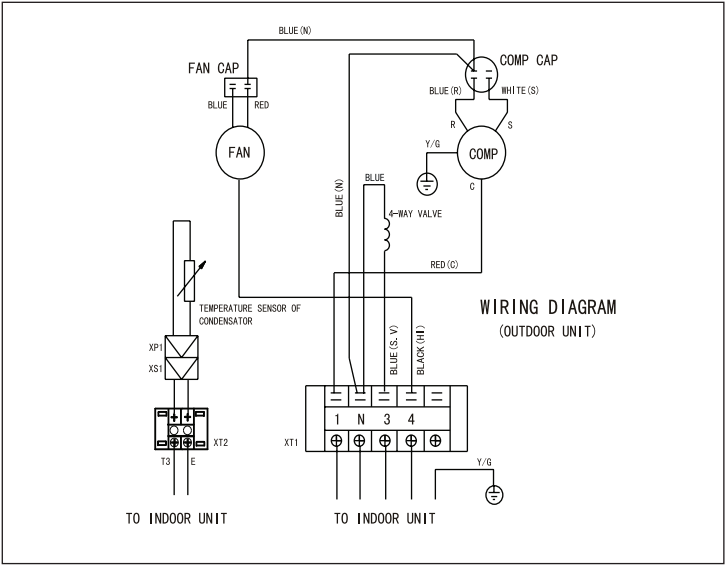 BLUE(N)
FAN CAP
COMP CAP
BLUE
RED
BLUE(R)
WHITE(S)
R
S
Y/G
FAN
COMP
C
BLUE
BLUE(N)
4-WAY VALVE
RED(C)
TEMPERATURE SENSOR OF
CONDENSATOR
WIRING DIAGRAM
(OUTDOOR UNIT)
BLUE(S.V)
BLACK(HI)
XP1
XS1
1 N 3 4
XT2
XT1
T3 E
Y/G
TO INDOOR UNIT
TO INDOOR UNIT